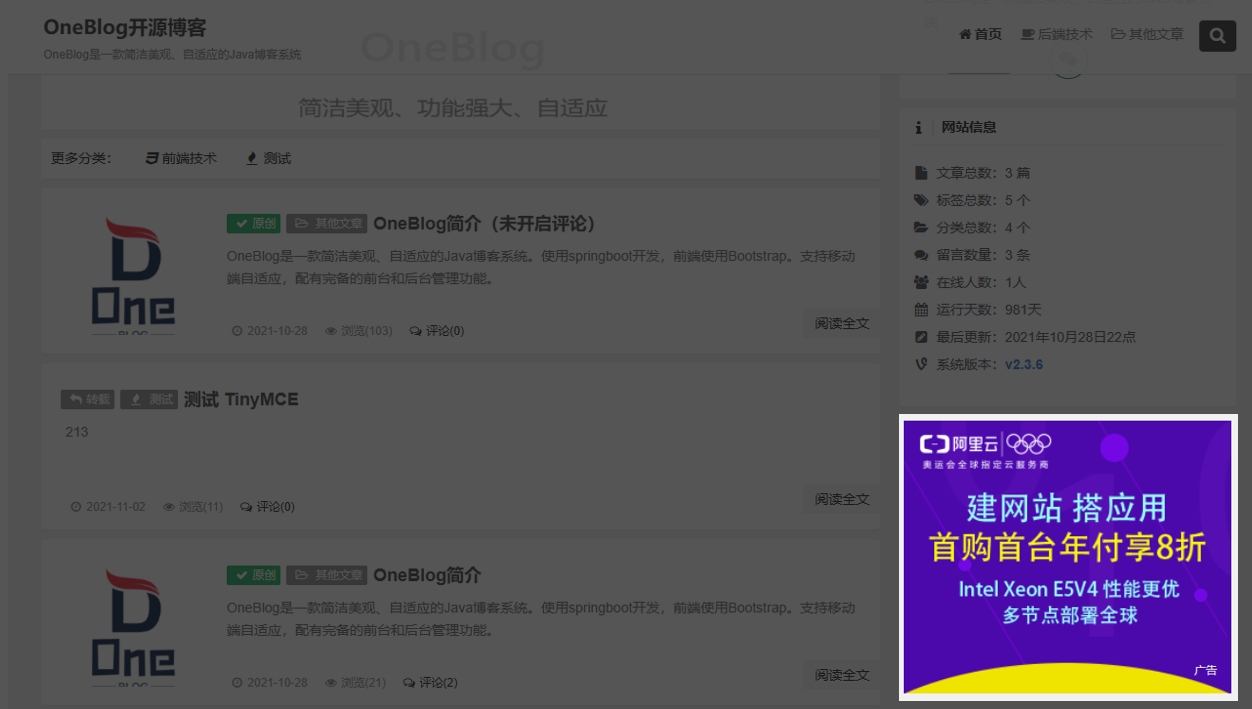 OneBlog开源博客
OneBlog是一款简洁美观、自适应的Java博客系统
OneBlog
首页 后端技术 其他文章
简洁美观、功能强大、自适应
更多分类： 前端技术 测试
原创 其他文章 OneBlog简介（未开启评论）
OneBlog是一款简洁美观、自适应的Java博客系统。使用springboot开发，前端使用Bootstrap。支持移动
端自适应，配有完备的前台和后台管理功能。
2021-10-28 浏览(103) 评论(0)
阅读全文
D
One
BLOG
转载 测试 测试 TinyMCE
213
2021-11-02 浏览(11) 评论(0)
阅读全文
原创 其他文章 OneBlog简介
OneBlog是一款简洁美观、自适应的Java博客系统。使用springboot开发，前端使用Bootstrap。支持移动
端自适应，配有完备的前台和后台管理功能。
2021-10-28 浏览(21) 评论(2)
阅读全文
D
One
BLOG
网站信息
文章总数：3 篇
标签总数：5 个
分类总数：4 个
留言数量：3 条
在线人数：1人
运行天数：981天
最后更新：2021年10月28日22点
系统版本：v2.3.6
阿里云
奥运会全球指定云服务商
建网站 搭应用
首购首台年付享8折
Intel Xeon E5V4 性能更优
多节点部署全球
广告